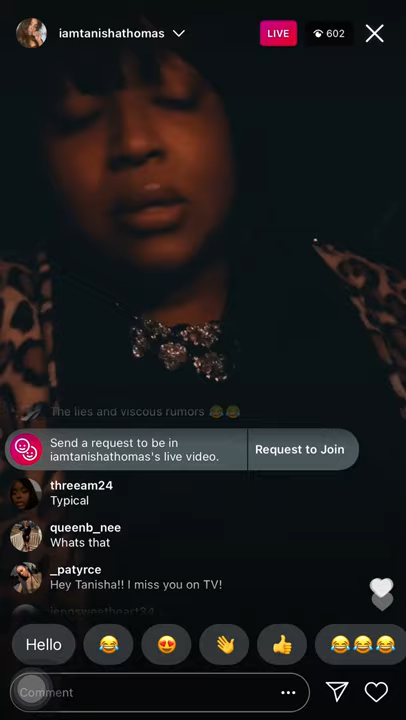 iamtanishathomas
LIVE
602
The lies and viscous rumors 😂😂
Send a request to be in
iamtanishathomas's live video.
Request to Join
threeam24
Typical
queenb_nee
Whats that
_patyrce
Hey Tanisha!! I miss you on TV!
jennsweetheart34
Hello
Comment